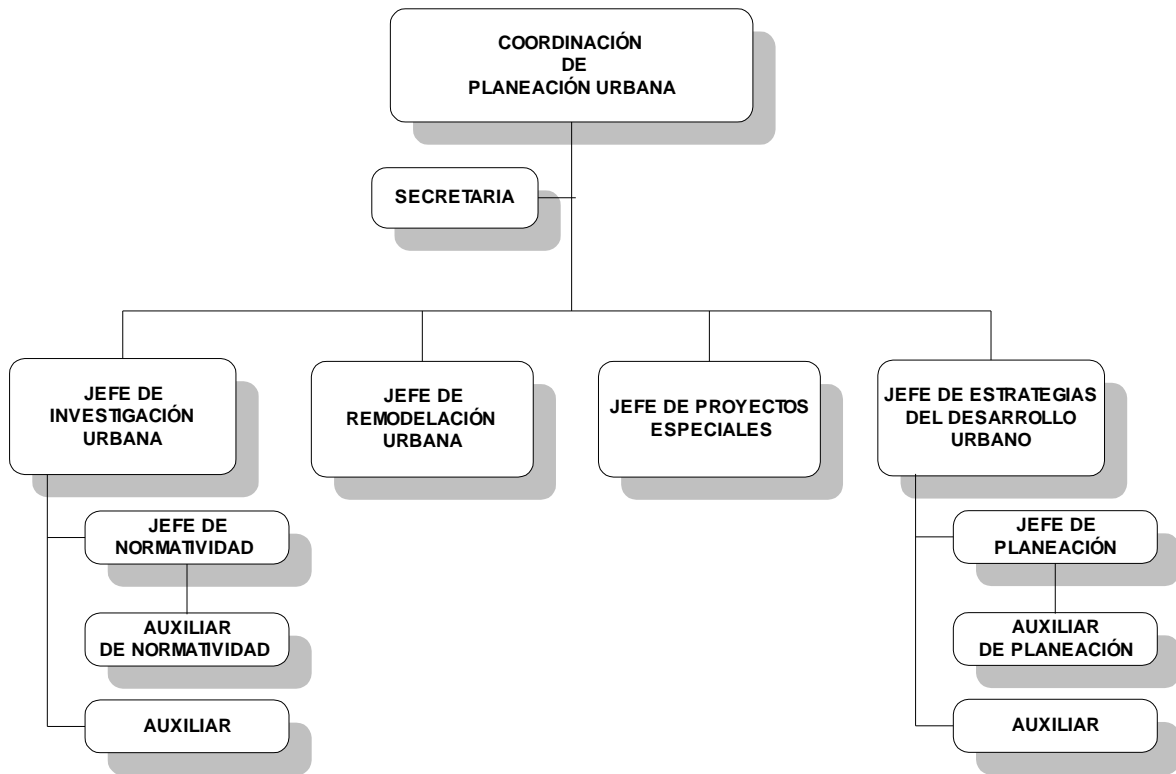 COORDINACIÓN
DE
PLANEACIÓN URBANA
SECRETARIA
JEFE DE
INVESTIGACIÓN
URBANA
JEFE DE
REMODELACIÓN
URBANA
JEFE DE PROYECTOS
ESPECIALES
JEFE DE ESTRATEGIAS
DEL DESARROLLO
URBANO
JEFE DE
NORMATIVIDAD
AUXILIAR
DE NORMATIVIDAD
AUXILIAR
JEFE DE
PLANEACIÓN
AUXILIAR
DE PLANEACIÓN
AUXILIAR